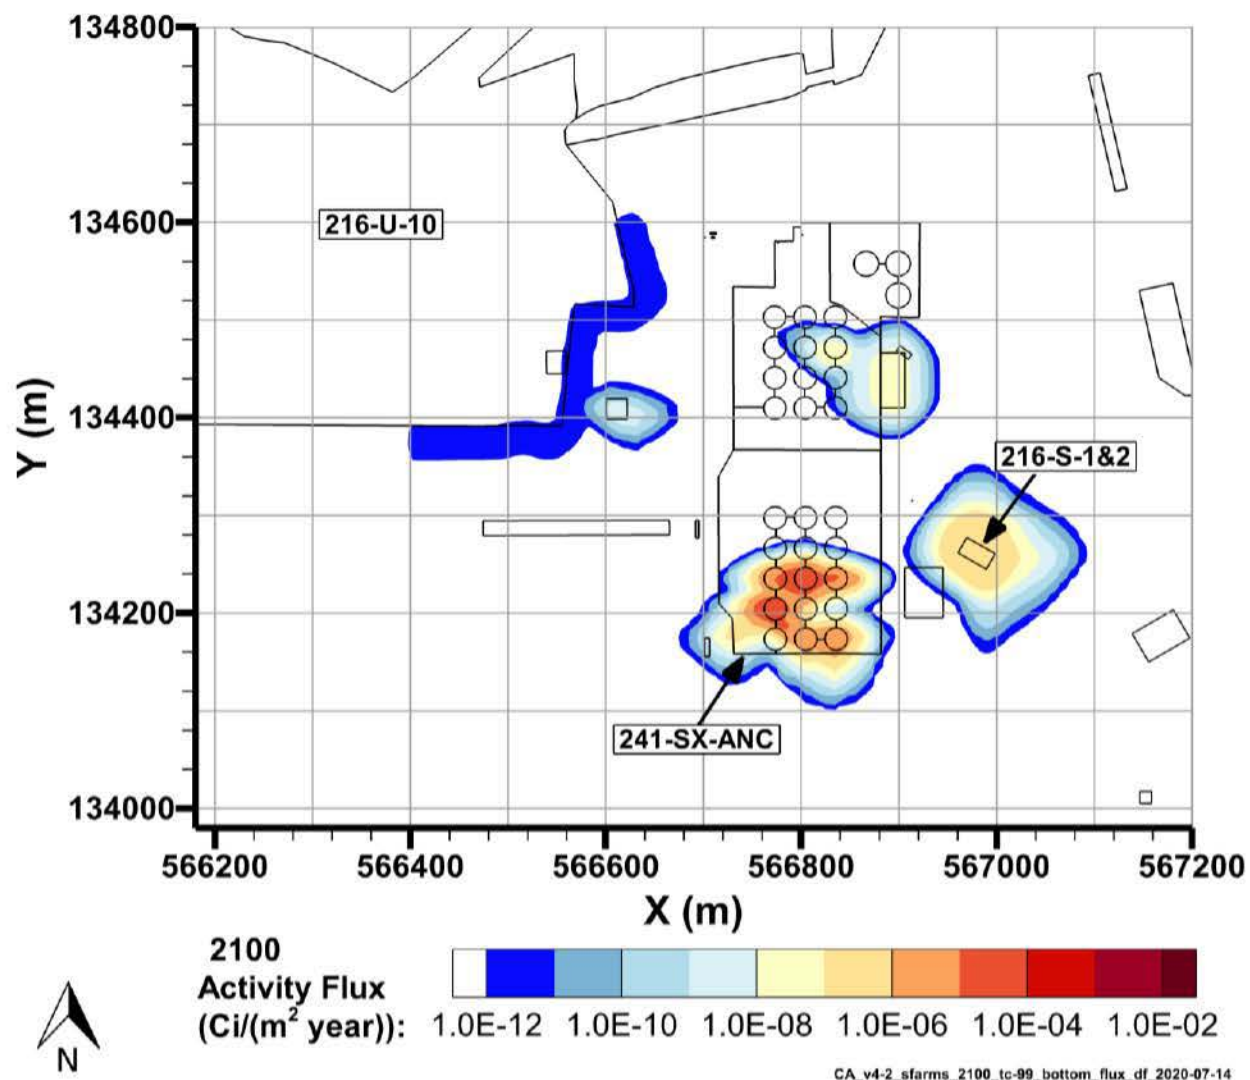 134800
134600
134400
134200
134000
Y (m)
216-U-10
216-S-1&2
241-SX-ANC
566200 566400 566600 566800 567000 567200
X (m)
2100
Activity Flux
(Ci/(m² year)):
1.0E-12 1.0E-10 1.0E-08 1.0E-06 1.0E-04 1.0E-02
N
CA_v4-2_sfarms_2100_tc-99_bottom_flux_df_2020-07-14